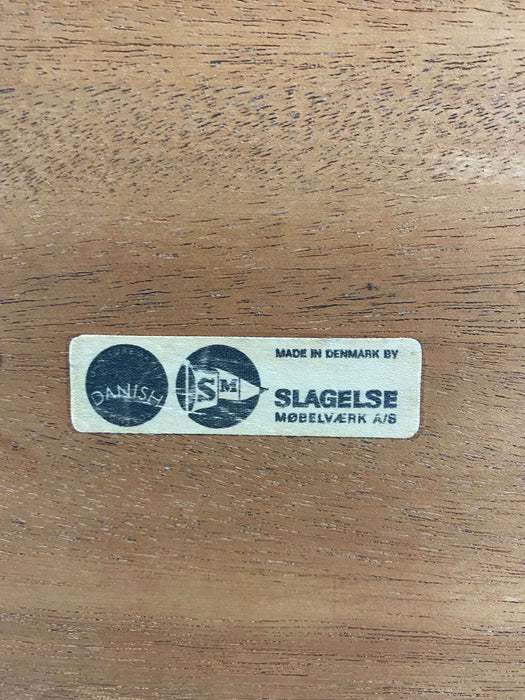 DANISH
SM
MADE IN DENMARK BY
SLAGELSE
MØBELVÆRK A/S